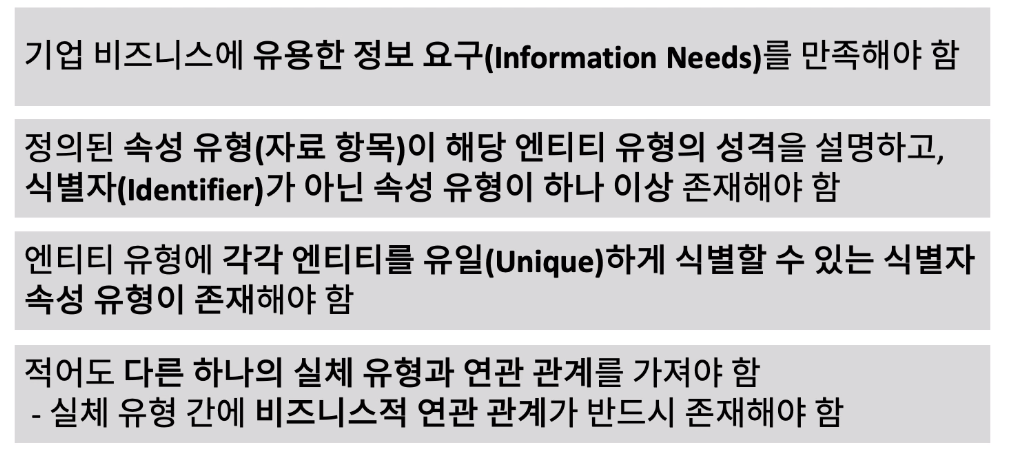 기업 비즈니스에 유용한 정보 요구(Information Needs)를 만족해야 함
정의된 속성 유형(자료 항목)이 해당 엔티티 유형의 성격을 설명하고,
식별자(Identifier)가 아닌 속성 유형이 하나 이상 존재해야 함
엔티티 유형에 각각 엔티티를 유일(Unique)하게 식별할 수 있는 식별자
속성 유형이 존재해야 함
적어도 다른 하나의 실체 유형과 연관 관계를 가져야 함
- 실체 유형 간에 비즈니스적 연관 관계가 반드시 존재해야 함